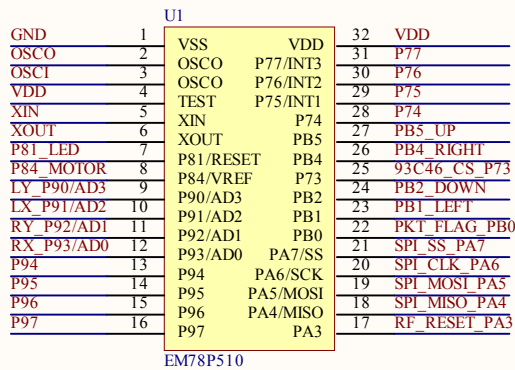 U1
GND 1 VSS VDD 32 VDD
OSCO 2 OSCO P77/INT3 31 P77
OSCI 3 OSCO P76/INT2 30 P76
VDD 4 TEST P75/INT1 29 P75
XIN 5 XIN P74 28 P74
XOUT 6 XOUT PB5 27 PB5_UP
P81_LED 7 P81/RESET PB4 26 PB4_RIGHT
P84_MOTOR 8 P84/VREF P73 25 93C46_CS_P73
LY_P90/AD3 9 P90/AD3 PB2 24 PB2_DOWN
LX_P91/AD2 10 P91/AD2 PB1 23 PB1_LEFT
RY_P92/AD1 11 P92/AD1 PB0 22 PKT_FLAG_PB0
RX_P93/AD0 12 P93/AD0 PA7/SS 21 SPI_SS_PA7
P94 13 P94 PA6/SCK 20 SPI_CLK_PA6
P95 14 P95 PA5/MOSI 19 SPI_MOSI_PA5
P96 15 P96 PA4/MISO 18 SPI_MISO_PA4
P97 16 P97 PA3 17 RF_RESET_PA3
EM78P510